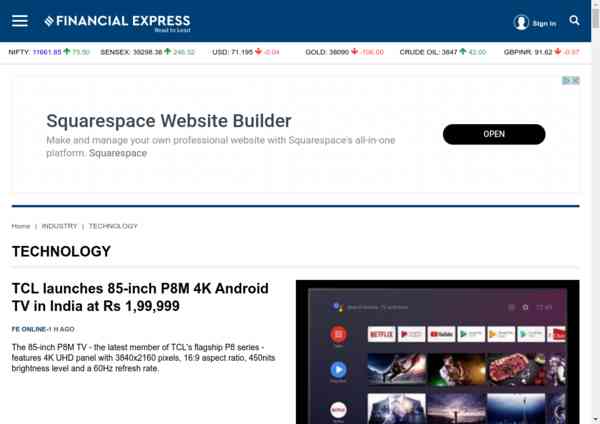 FINANCIAL EXPRESS
Read to Lead
Sign in
NIFTY: 11661.85 75.50 SENSEX: 39298.38 246.32 USD: 71.195 -0.04 GOLD: 38090 -106.00 CRUDE OIL: 3847 42.00 GBPINR: 91.62 -0.97
Squarespace Website Builder
Make and manage your own professional website with Squarespace's all-in-one
platform. Squarespace
OPEN
Home | INDUSTRY | TECHNOLOGY
TECHNOLOGY
TCL launches 85-inch P8M 4K Android
TV in India at Rs 1,99,999
FE ONLINE-1 H AGO
The 85-inch P8M TV - the latest member of TCL's flagship P8 series -
features 4K UHD panel with 3840x2160 pixels, 16:9 aspect ratio, 450nits
brightness level and a 60Hz refresh rate.
NETFLIX
YouTube